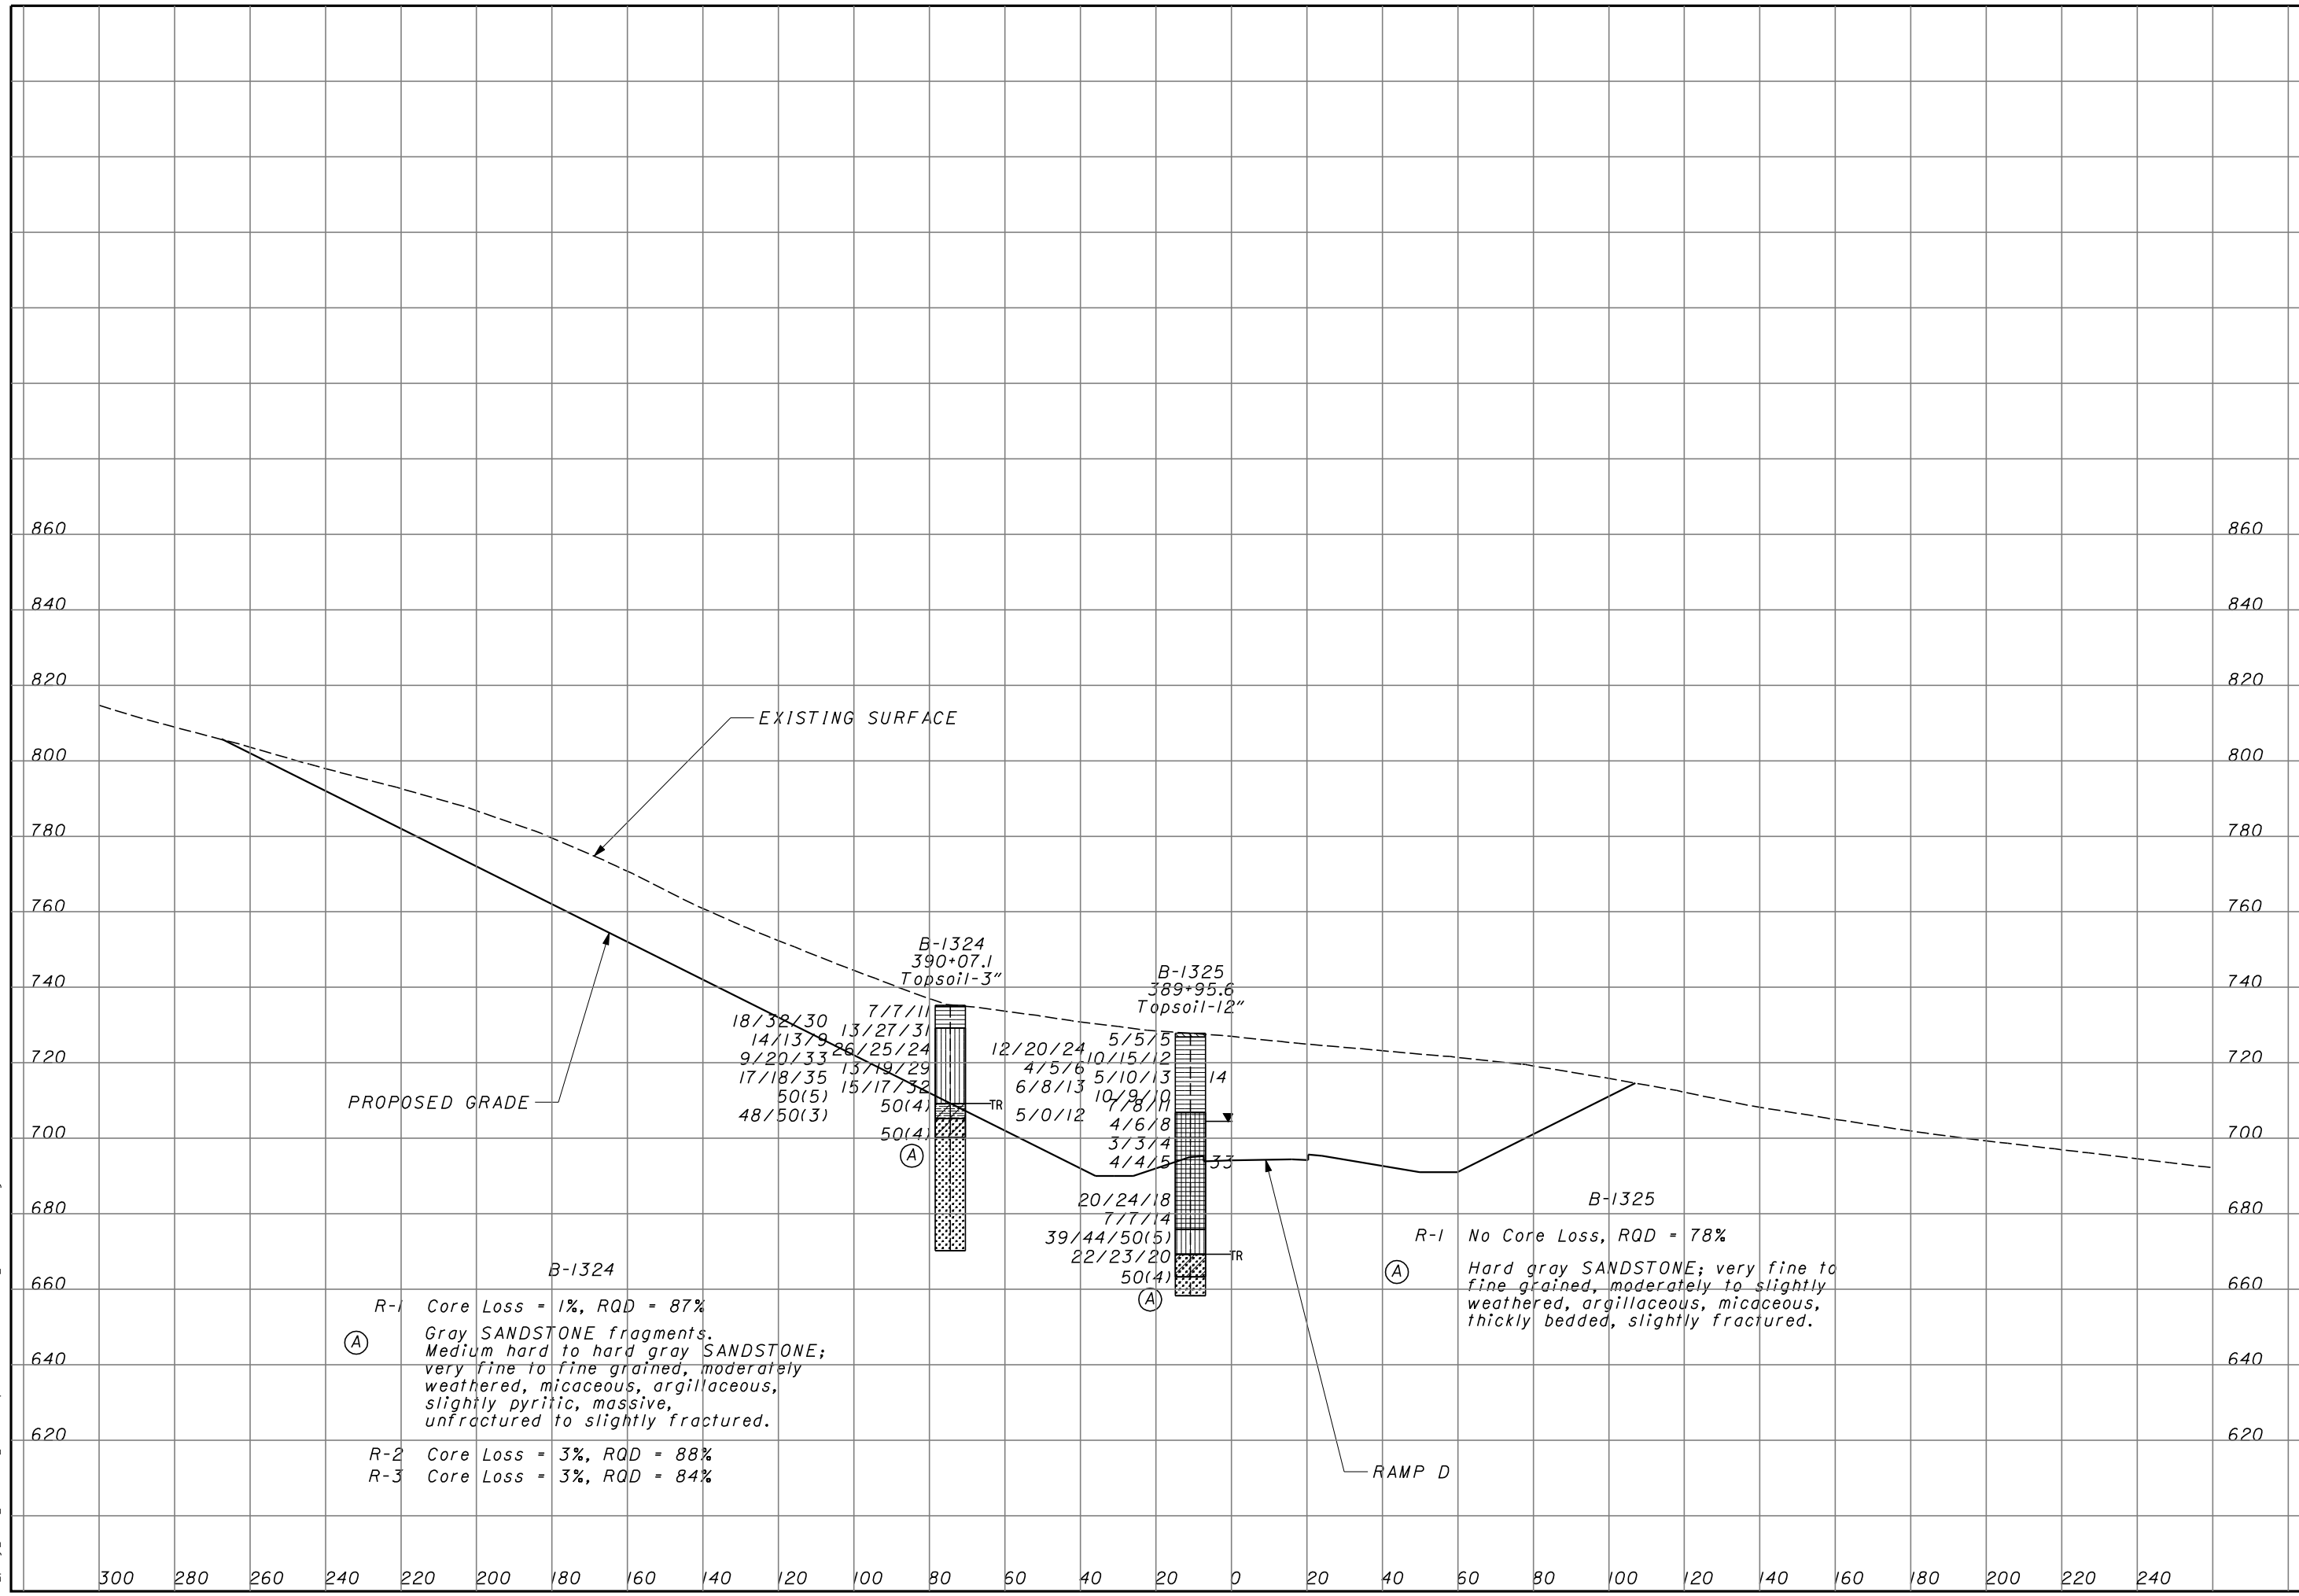 860 860
840 840
820 820
EXISTING SURFACE
800 800
780 780
760 760
B-1324
390+07.1
Topsoil-3"
740 740
B-1325
389+95.6
Topsoil-12"
7/7/11
18/32/30 13/27/31
14/13/9 26/25/24
9/20/33 13/19/29
17/18/35 15/17/32
50(5) 50(4) TR
48/50(3)
50(4)
A
5/5/5
12/20/24 10/15/12
4/5/6 5/10/13 14
6/8/13 10/9/10
7/8/11
5/0/12 4/6/8
3/3/4
4/4/5 33
20/24/18
7/7/14
39/44/50(5)
22/23/20 TR
50(4)
A
720 720
PROPOSED GRADE
700 700
680 680
660 660
640 640
620 620
B-1324
R-1 Core Loss = 1%, RQD = 87%
A
Gray SANDSTONE fragments.
Medium hard to hard gray SANDSTONE;
very fine to fine grained, moderately
weathered, micaceous, argillaceous,
slightly pyritic, massive,
unfractured to slightly fractured.
R-2 Core Loss = 3%, RQD = 88%
R-3 Core Loss = 3%, RQD = 84%
B-1325
R-1 No Core Loss, RQD = 78%
A
Hard gray SANDSTONE; very fine to
fine grained, moderately to slightly
weathered, argillaceous, micaceous,
thickly bedded, slightly fractured.
RAMP D
300 280 260 240 220 200 180 160 140 120 100 80 60 40 20 0 20 40 60 80 100 120 140 160 180 200 220 240